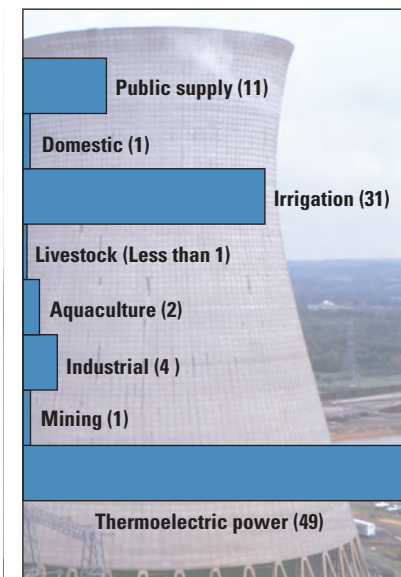 Public supply (11)
Domestic (1)
Irrigation (31)
Livestock (Less than 1)
Aquaculture (2)
Industrial (4 )
Mining (1)
Thermoelectric power (49)